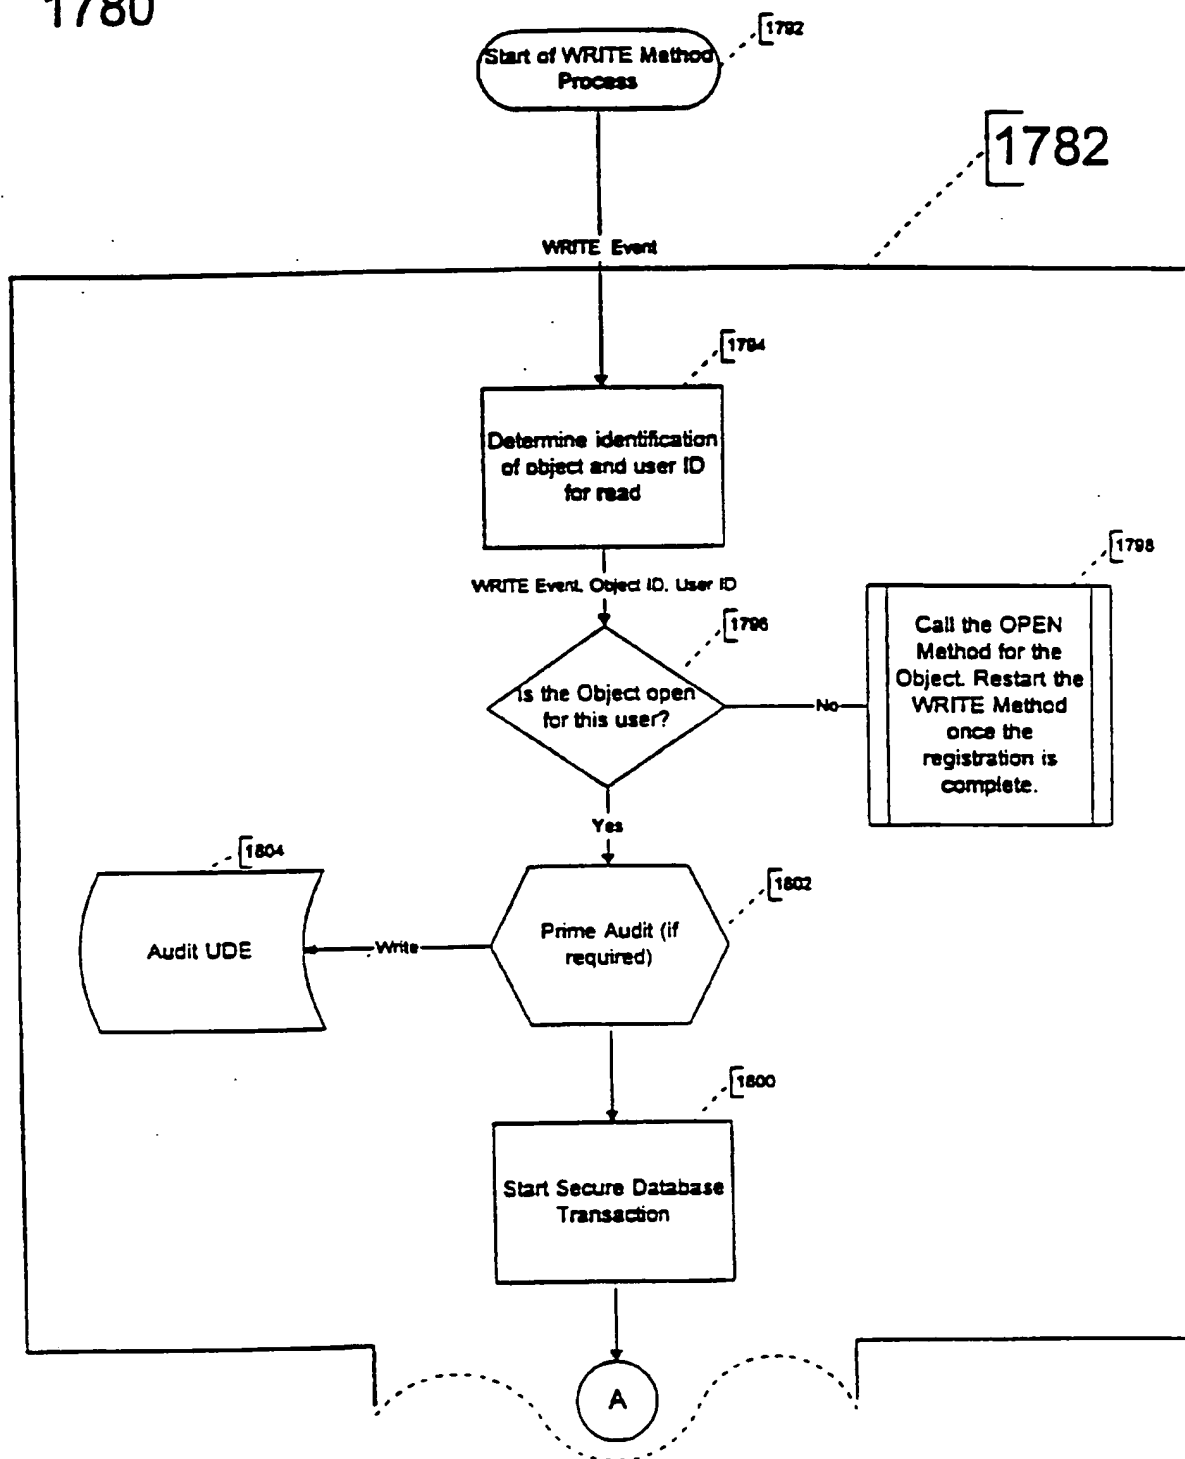 1780
1792
Start of WRITE Method
Process
1782
WRITE Event
1794
Determine identification
of object and user ID
for read
1798
WRITE Event, Object ID, User ID
1796
Call the OPEN
Method for the
Object. Restart the
WRITE Method
once the
registration is
complete.
Is the Object open
for this user?
No
Yes
1804
1802
Audit UDE
Write
Prime Audit (if
required)
1800
Start Secure Database
Transaction
A